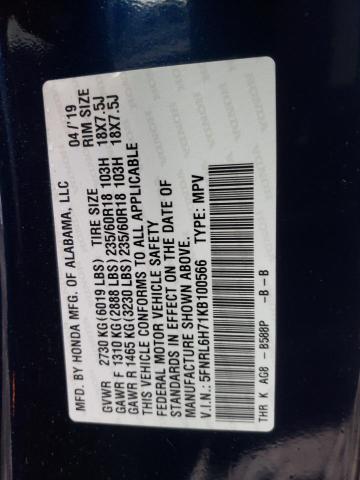 MFD. BY HONDA MFG. OF ALABAMA, LLC 04/'19
TIRE SIZE RIM SIZE
GVWR 2730 KG(6019 LBS)
GAWR F 1310 KG(2888 LBS) 235/60R18 103H 18X7.5J
GAWR R 1465 KG(3230 LBS) 235/60R18 103H 18X7.5J
THIS VEHICLE CONFORMS TO ALL APPLICABLE
FEDERAL MOTOR VEHICLE SAFETY
STANDARDS IN EFFECT ON THE DATE OF
MANUFACTURE SHOWN ABOVE.
V.I.N.: 5FNRL6H71KB100566 TYPE: MPV
THR K AG8 - B588P -B-B